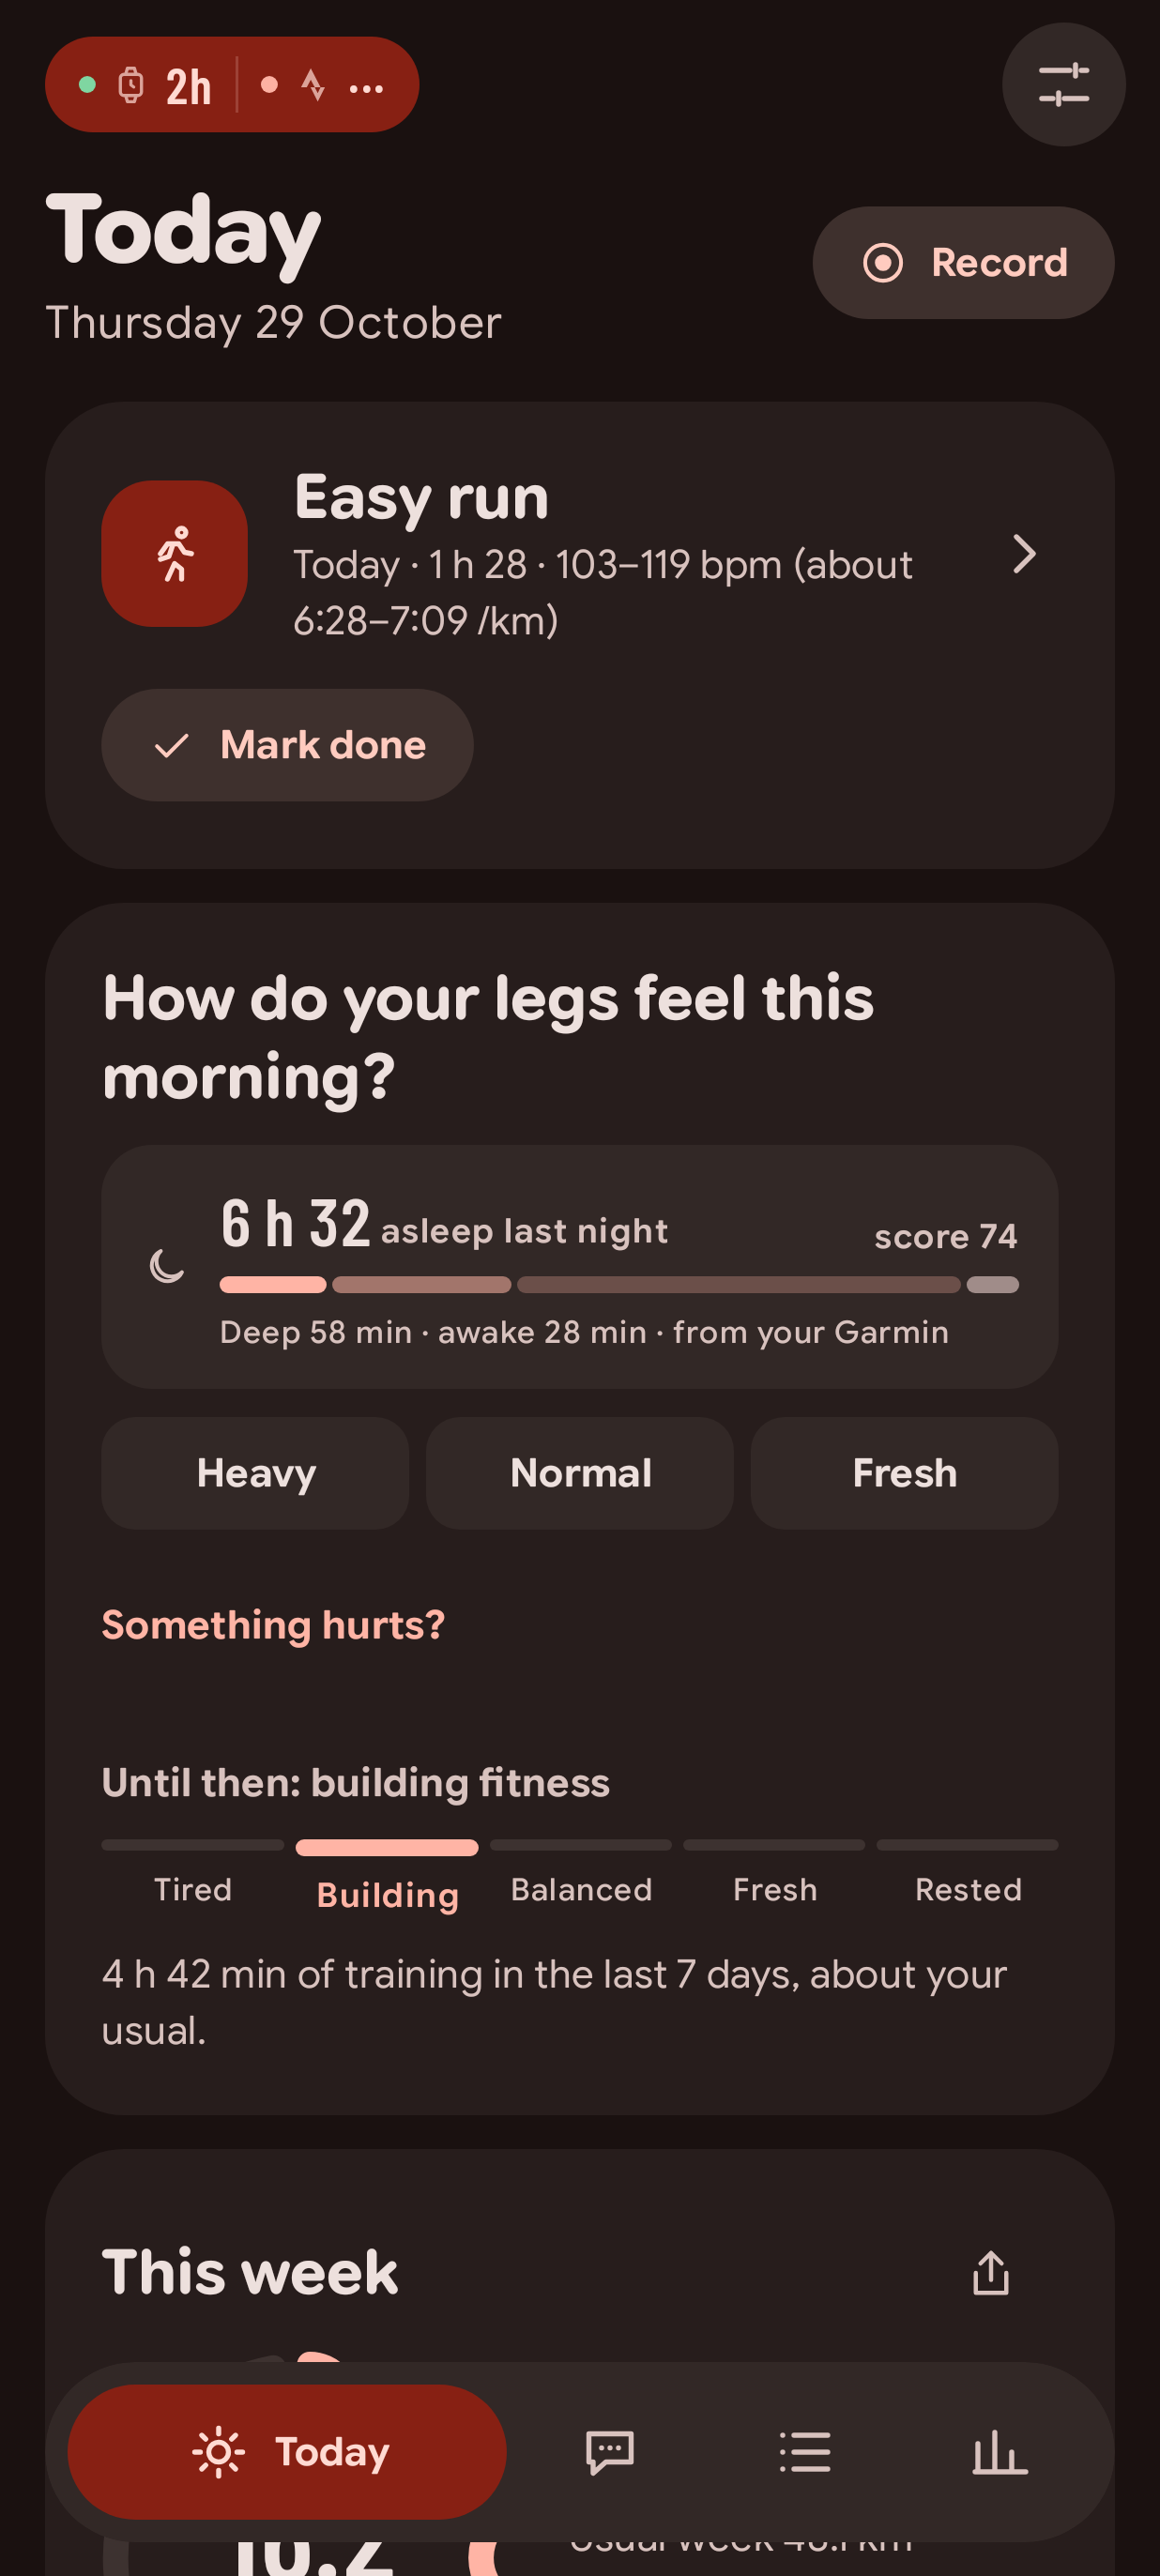 2h
...
Today
Record
Thursday 29 October
Easy run
Today · 1 h 28 · 103–119 bpm (about
6:28–7:09 /km)
Mark done
How do your legs feel this
morning?
6 h 32 asleep last night
score 74
Deep 58 min · awake 28 min · from your Garmin
Heavy
Normal
Fresh
Something hurts?
Until then: building fitness
Tired
Building
Balanced
Fresh
Rested
4 h 42 min of training in the last 7 days, about your
usual.
This week
Today